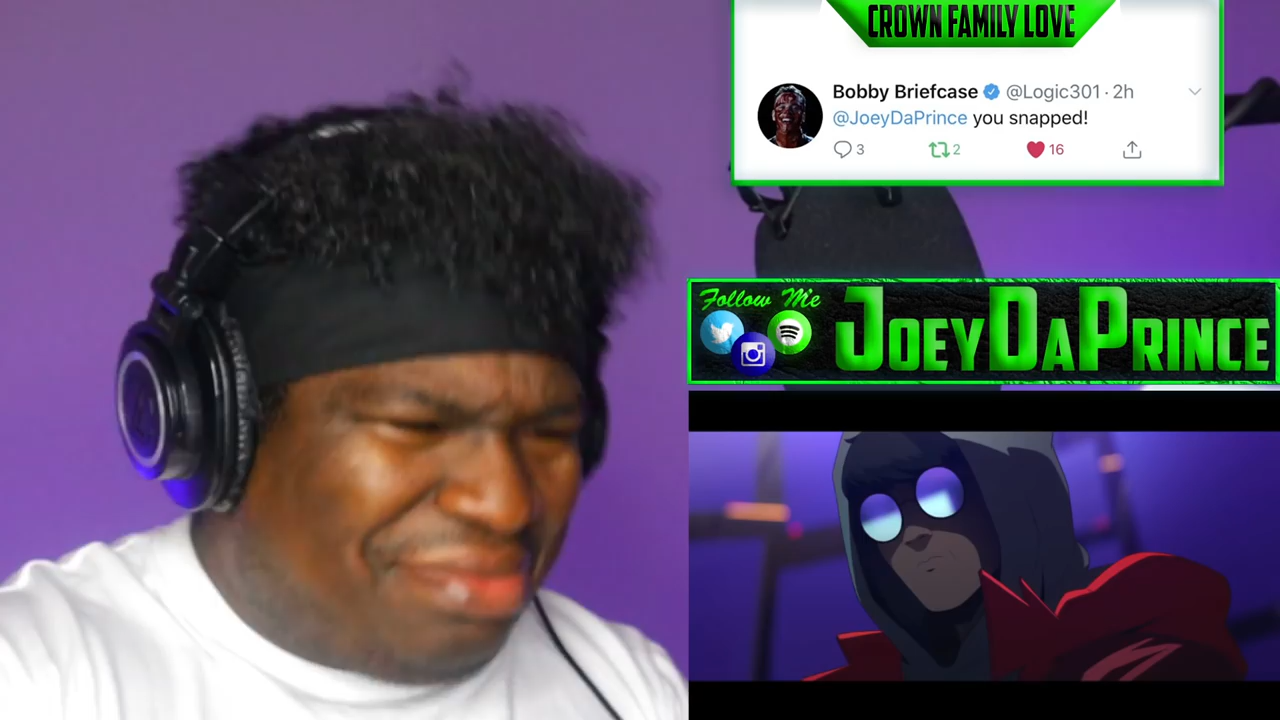 CROWN FAMILY LOVE
Bobby Briefcase @Logic301 · 2h
@JoeyDaPrince you snapped!
3 2 16
Follow Me
JOEYDAPRINCE